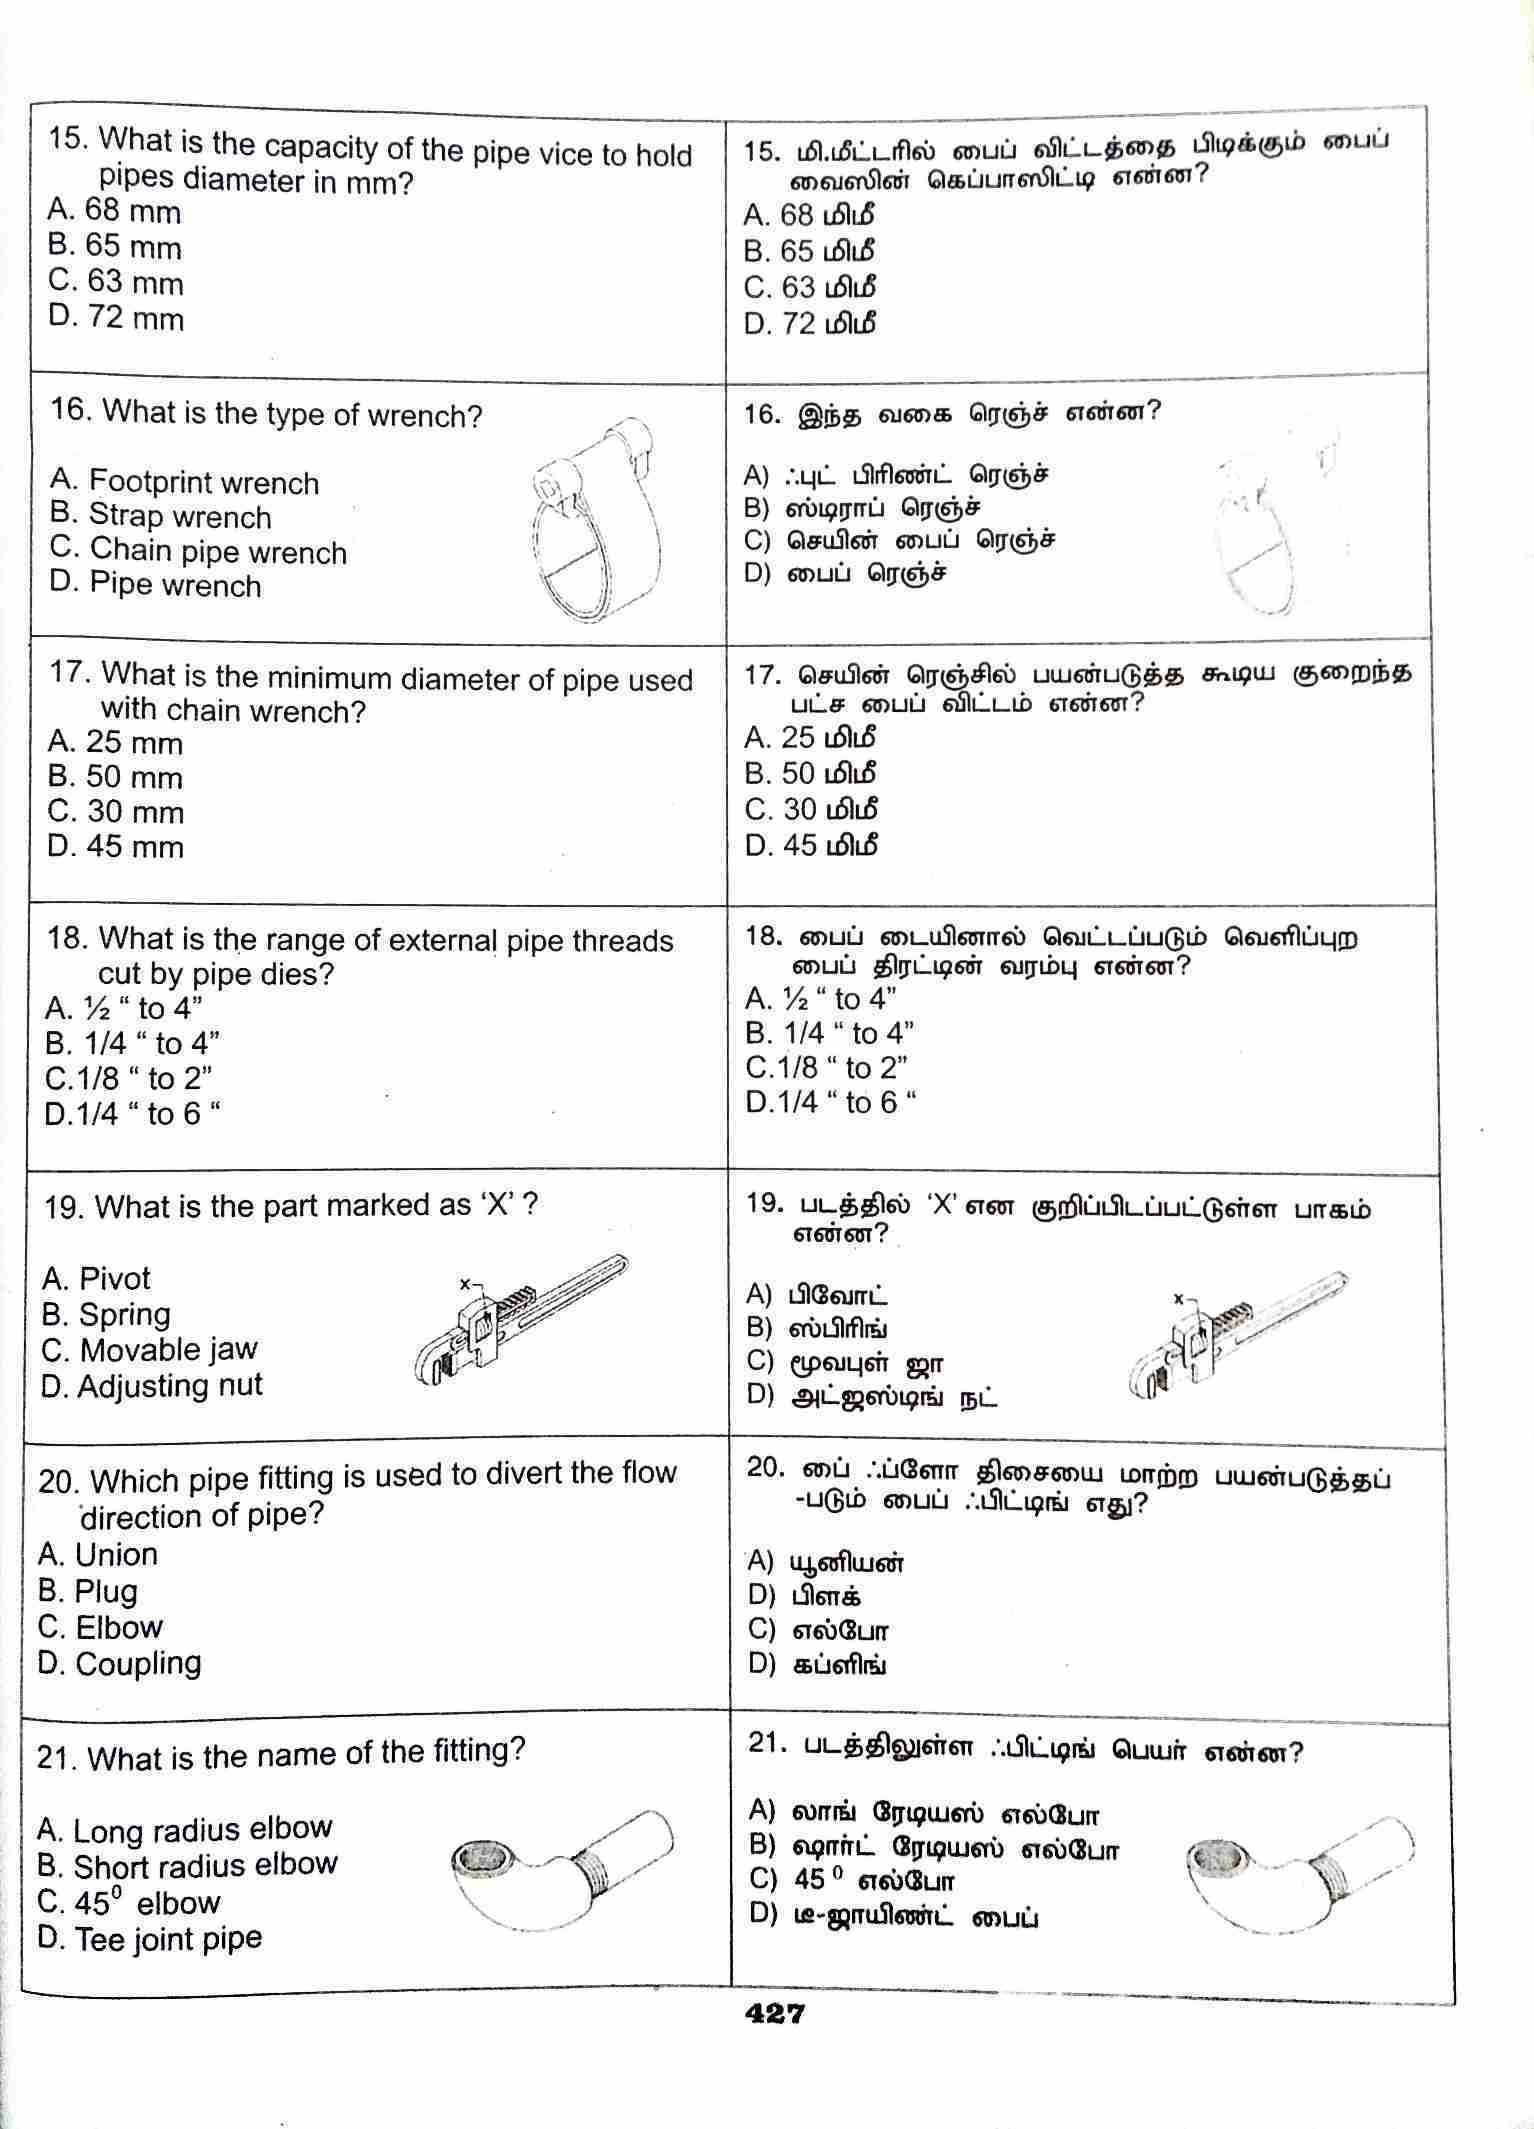 15. What is the capacity of the pipe vice to hold
pipes diameter in mm?
A. 68 mm
B. 65 mm
C. 63 mm
D. 72 mm
15. மி.மீட்டரில் பைப் விட்டத்தை பிடிக்கும் பைப்
வைஸின் கெப்பாஸிட்டி என்ன?
A. 68 மிமீ
B. 65 மிமீ
C. 63 மிமீ
D. 72 மிமீ
16. What is the type of wrench?
A. Footprint wrench
B. Strap wrench
C. Chain pipe wrench
D. Pipe wrench
16. இந்த வகை ரெஞ்ச் என்ன?
A) ஃபுட் பிரிண்ட் ரெஞ்ச்
B) ஸ்டிராப் ரெஞ்ச்
C) செயின் பைப் ரெஞ்ச்
D) பைப் ரெஞ்ச்
17. What is the minimum diameter of pipe used
with chain wrench?
A. 25 mm
B. 50 mm
C. 30 mm
D. 45 mm
17. செயின் ரெஞ்சில் பயன்படுத்த கூடிய குறைந்த
பட்ச பைப் விட்டம் என்ன?
A. 25 மிமீ
B. 50 மிமீ
C. 30 மிமீ
D. 45 மிமீ
18. What is the range of external pipe threads
cut by pipe dies?
A. ½ “ to 4”
B. 1/4 “ to 4”
C.1/8 “ to 2”
D.1/4 “ to 6 “
18. பைப் டையினால் வெட்டப்படும் வெளிப்புற
பைப் திரட்டின் வரம்பு என்ன?
A. ½ “ to 4”
B. 1/4 “ to 4”
C.1/8 “ to 2”
D.1/4 “ to 6 “
19. What is the part marked as ‘X’ ?
A. Pivot
B. Spring
C. Movable jaw
D. Adjusting nut
X
19. படத்தில் ‘X’ என குறிப்பிடப்பட்டுள்ள பாகம்
என்ன?
A) பிவோட்
B) ஸ்பிரிங்
C) மூவபுள் ஜா
D) அட்ஜஸ்டிங் நட்
X
20. Which pipe fitting is used to divert the flow
direction of pipe?
A. Union
B. Plug
C. Elbow
D. Coupling
20. பைப் ஃப்ளோ திசையை மாற்ற பயன்படுத்தப்
-படும் பைப் ஃபிட்டிங் எது?
A) யூனியன்
D) பிளக்
C) எல்போ
D) கப்ளிங்
21. What is the name of the fitting?
A. Long radius elbow
B. Short radius elbow
C. 45⁰ elbow
D. Tee joint pipe
21. படத்திலுள்ள ஃபிட்டிங் பெயர் என்ன?
A) லாங் ரேடியஸ் எல்போ
B) ஷார்ட் ரேடியஸ் எல்போ
C) 45 ⁰ எல்போ
D) டீ-ஜாயிண்ட் பைப்
427